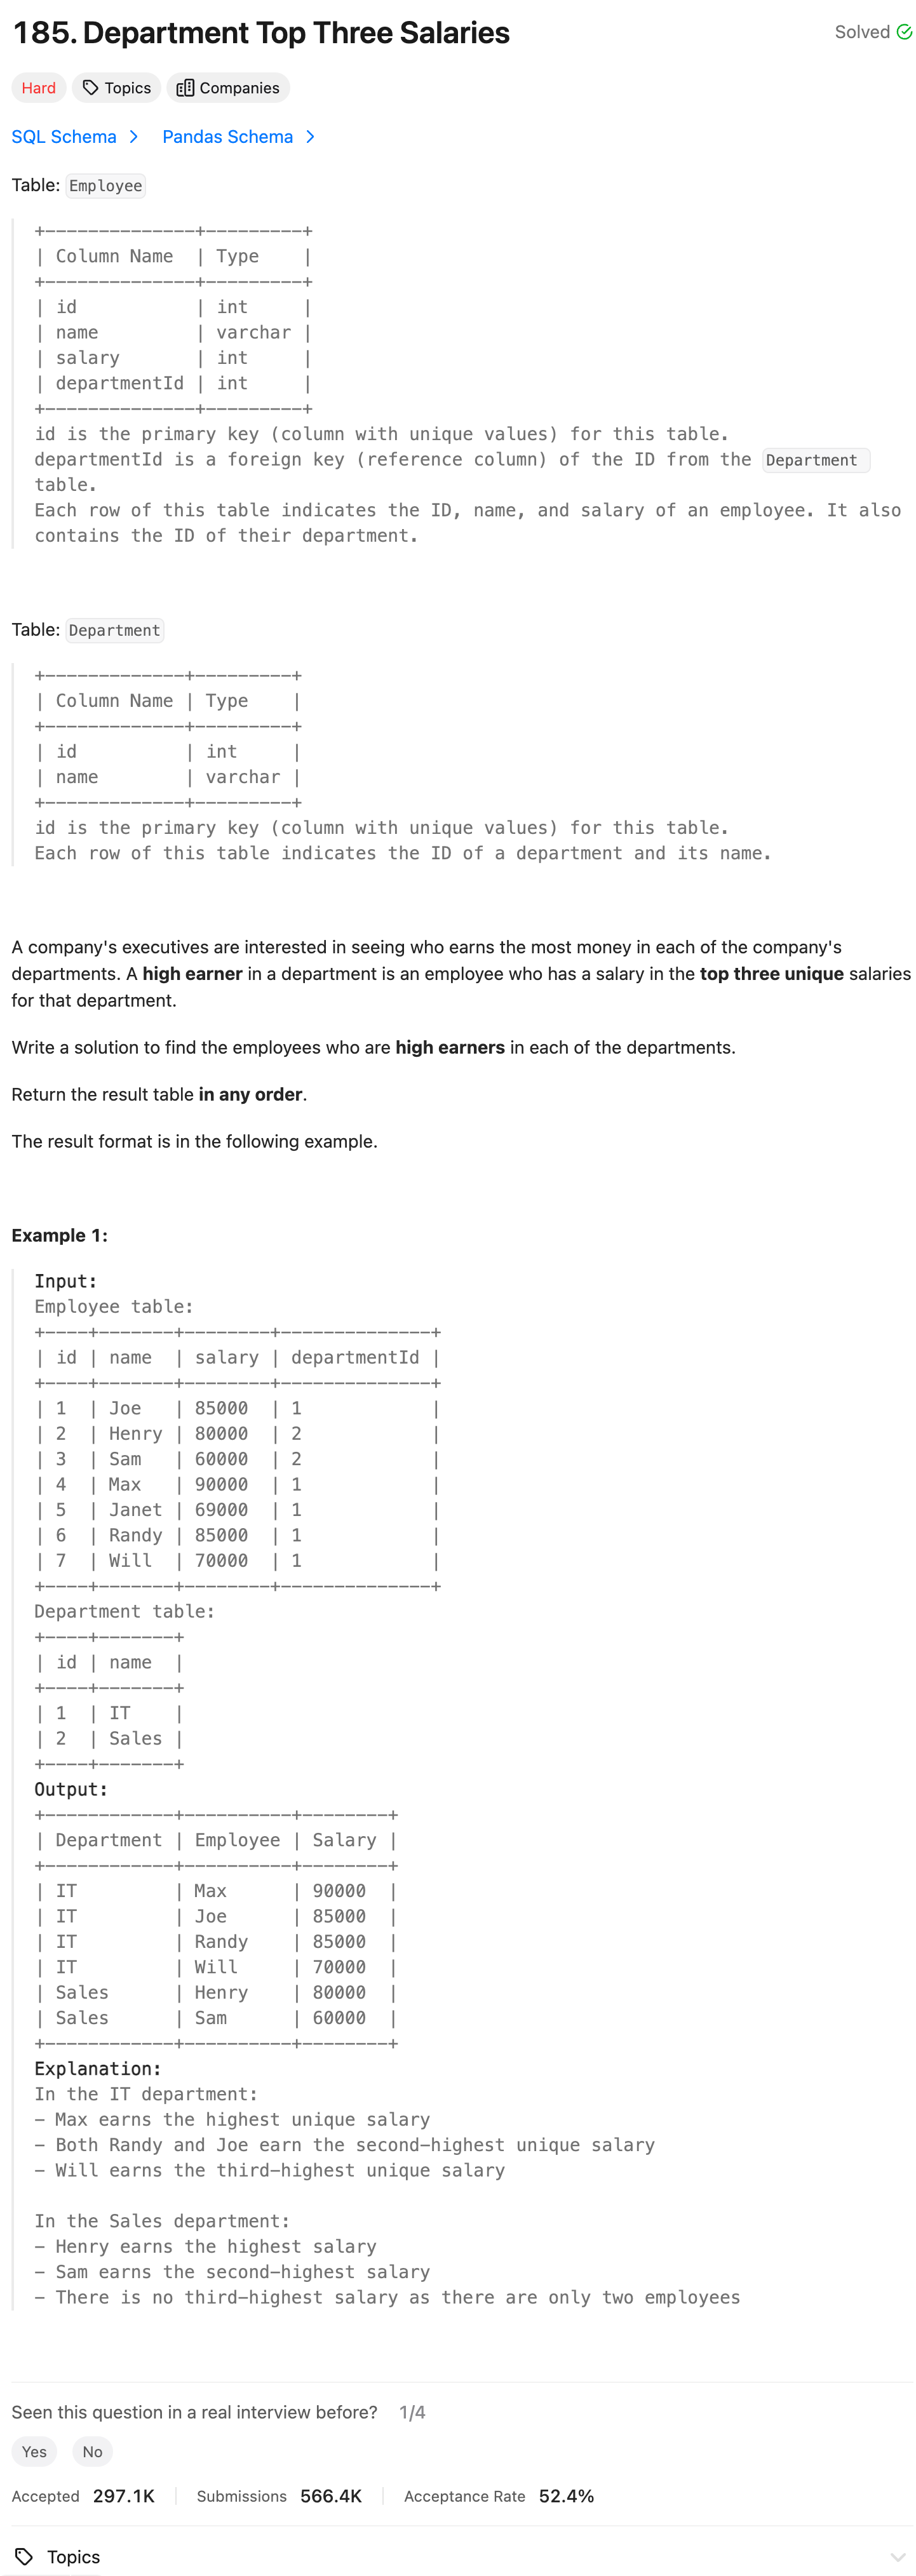 185. Department Top Three Salaries
Solved
Hard Topics Companies
SQL Schema > Pandas Schema >
Table: Employee
+--------------+---------+
| Column Name  | Type    |
+--------------+---------+
| id           | int     |
| name         | varchar |
| salary       | int     |
| departmentId | int     |
+--------------+---------+
id is the primary key (column with unique values) for this table.
departmentId is a foreign key (reference column) of the ID from the Department
table.
Each row of this table indicates the ID, name, and salary of an employee. It also
contains the ID of their department.
Table: Department
+-------------+---------+
| Column Name | Type    |
+-------------+---------+
| id          | int     |
| name        | varchar |
+-------------+---------+
id is the primary key (column with unique values) for this table.
Each row of this table indicates the ID of a department and its name.
A company's executives are interested in seeing who earns the most money in each of the company's
departments. A high earner in a department is an employee who has a salary in the top three unique salaries
for that department.
Write a solution to find the employees who are high earners in each of the departments.
Return the result table in any order.
The result format is in the following example.
Example 1:
Input:
Employee table:
+----+-------+--------+--------------+
| id | name  | salary | departmentId |
+----+-------+--------+--------------+
| 1  | Joe   | 85000  | 1            |
| 2  | Henry | 80000  | 2            |
| 3  | Sam   | 60000  | 2            |
| 4  | Max   | 90000  | 1            |
| 5  | Janet | 69000  | 1            |
| 6  | Randy | 85000  | 1            |
| 7  | Will  | 70000  | 1            |
+----+-------+--------+--------------+
Department table:
+----+-------+
| id | name  |
+----+-------+
| 1  | IT    |
| 2  | Sales |
+----+-------+
Output:
+------------+----------+--------+
| Department | Employee | Salary |
+------------+----------+--------+
| IT         | Max      | 90000  |
| IT         | Joe      | 85000  |
| IT         | Randy    | 85000  |
| IT         | Will     | 70000  |
| Sales      | Henry    | 80000  |
| Sales      | Sam      | 60000  |
+------------+----------+--------+
Explanation:
In the IT department:
- Max earns the highest unique salary
- Both Randy and Joe earn the second-highest unique salary
- Will earns the third-highest unique salary
In the Sales department:
- Henry earns the highest salary
- Sam earns the second-highest salary
- There is no third-highest salary as there are only two employees
Seen this question in a real interview before? 1/4
Yes No
Accepted 297.1K | Submissions 566.4K | Acceptance Rate 52.4%
Topics